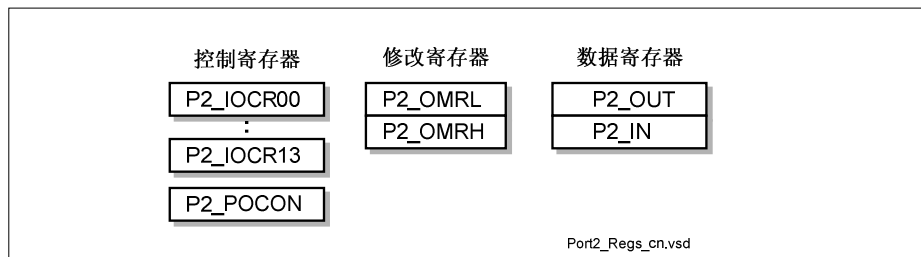 控制寄存器
P2_IOCR00
:
P2_IOCR13
P2_POCON
修改寄存器
P2_OMRL
P2_OMRH
数据寄存器
P2_OUT
P2_IN
Port2_Regs_cn.vsd